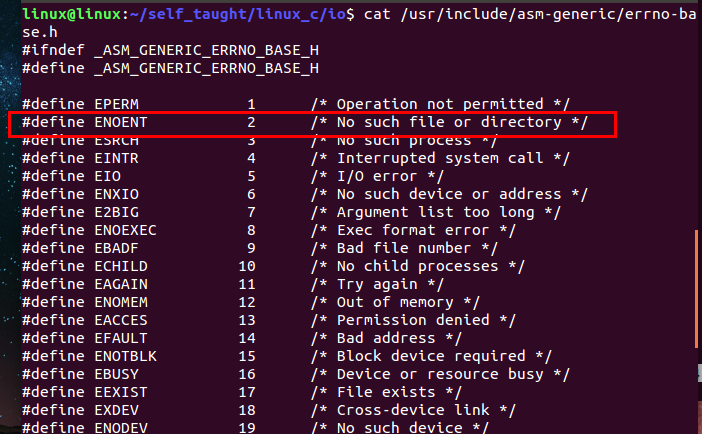 linux@linux:~/self_taught/linux_c/io$ cat /usr/include/asm-generic/errno-ba
se.h
#ifndef _ASM_GENERIC_ERRNO_BASE_H
#define _ASM_GENERIC_ERRNO_BASE_H
#define EPERM 1 /* Operation not permitted */
#define ENOENT 2 /* No such file or directory */
#define ESRCH 3 /* No such process */
#define EINTR 4 /* Interrupted system call */
#define EIO 5 /* I/O error */
#define ENXIO 6 /* No such device or address */
#define E2BIG 7 /* Argument list too long */
#define ENOEXEC 8 /* Exec format error */
#define EBADF 9 /* Bad file number */
#define ECHILD 10 /* No child processes */
#define EAGAIN 11 /* Try again */
#define ENOMEM 12 /* Out of memory */
#define EACCES 13 /* Permission denied */
#define EFAULT 14 /* Bad address */
#define ENOTBLK 15 /* Block device required */
#define EBUSY 16 /* Device or resource busy */
#define EEXIST 17 /* File exists */
#define EXDEV 18 /* Cross-device link */
#define ENODEV 19 /* No such device */